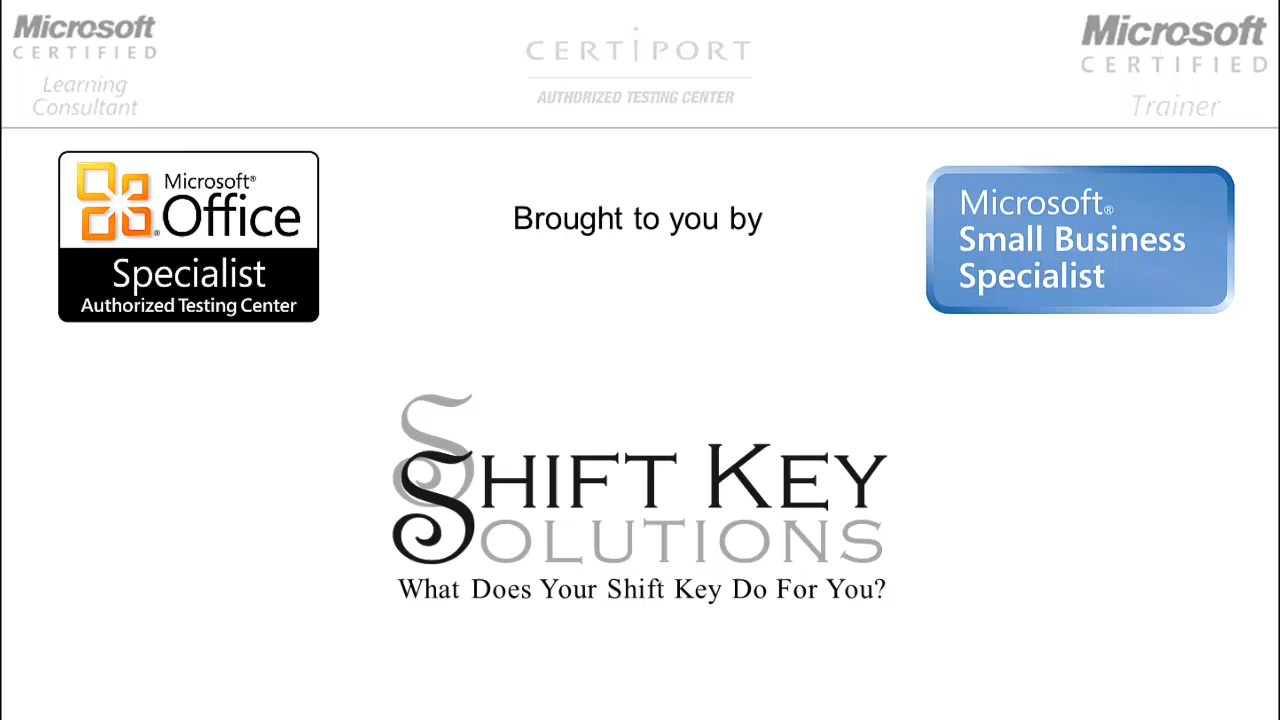 Microsoft
CERTIFIED
Learning
Consultant
CERTIPORT
AUTHORIZED TESTING CENTER
Microsoft
CERTIFIED
Trainer
Microsoft®
Office®
Specialist
Authorized Testing Center
Brought to you by
Microsoft®
Small Business
Specialist
SHIFT KEY
SOLUTIONS
What Does Your Shift Key Do For You?